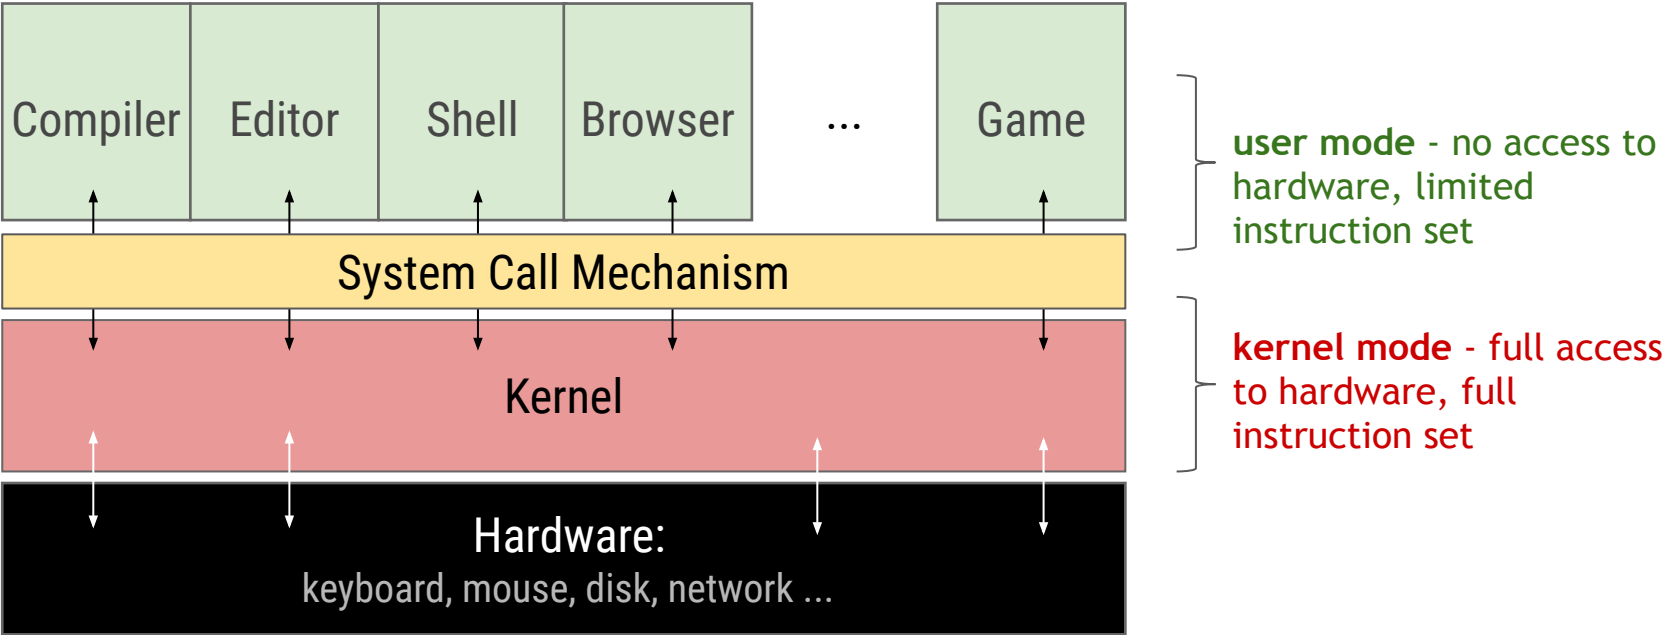 Compiler
Editor
Shell
Browser
...
Game
System Call Mechanism
Kernel
Hardware:
keyboard, mouse, disk, network ...
user mode - no access to
hardware, limited
instruction set
kernel mode - full access
to hardware, full
instruction set